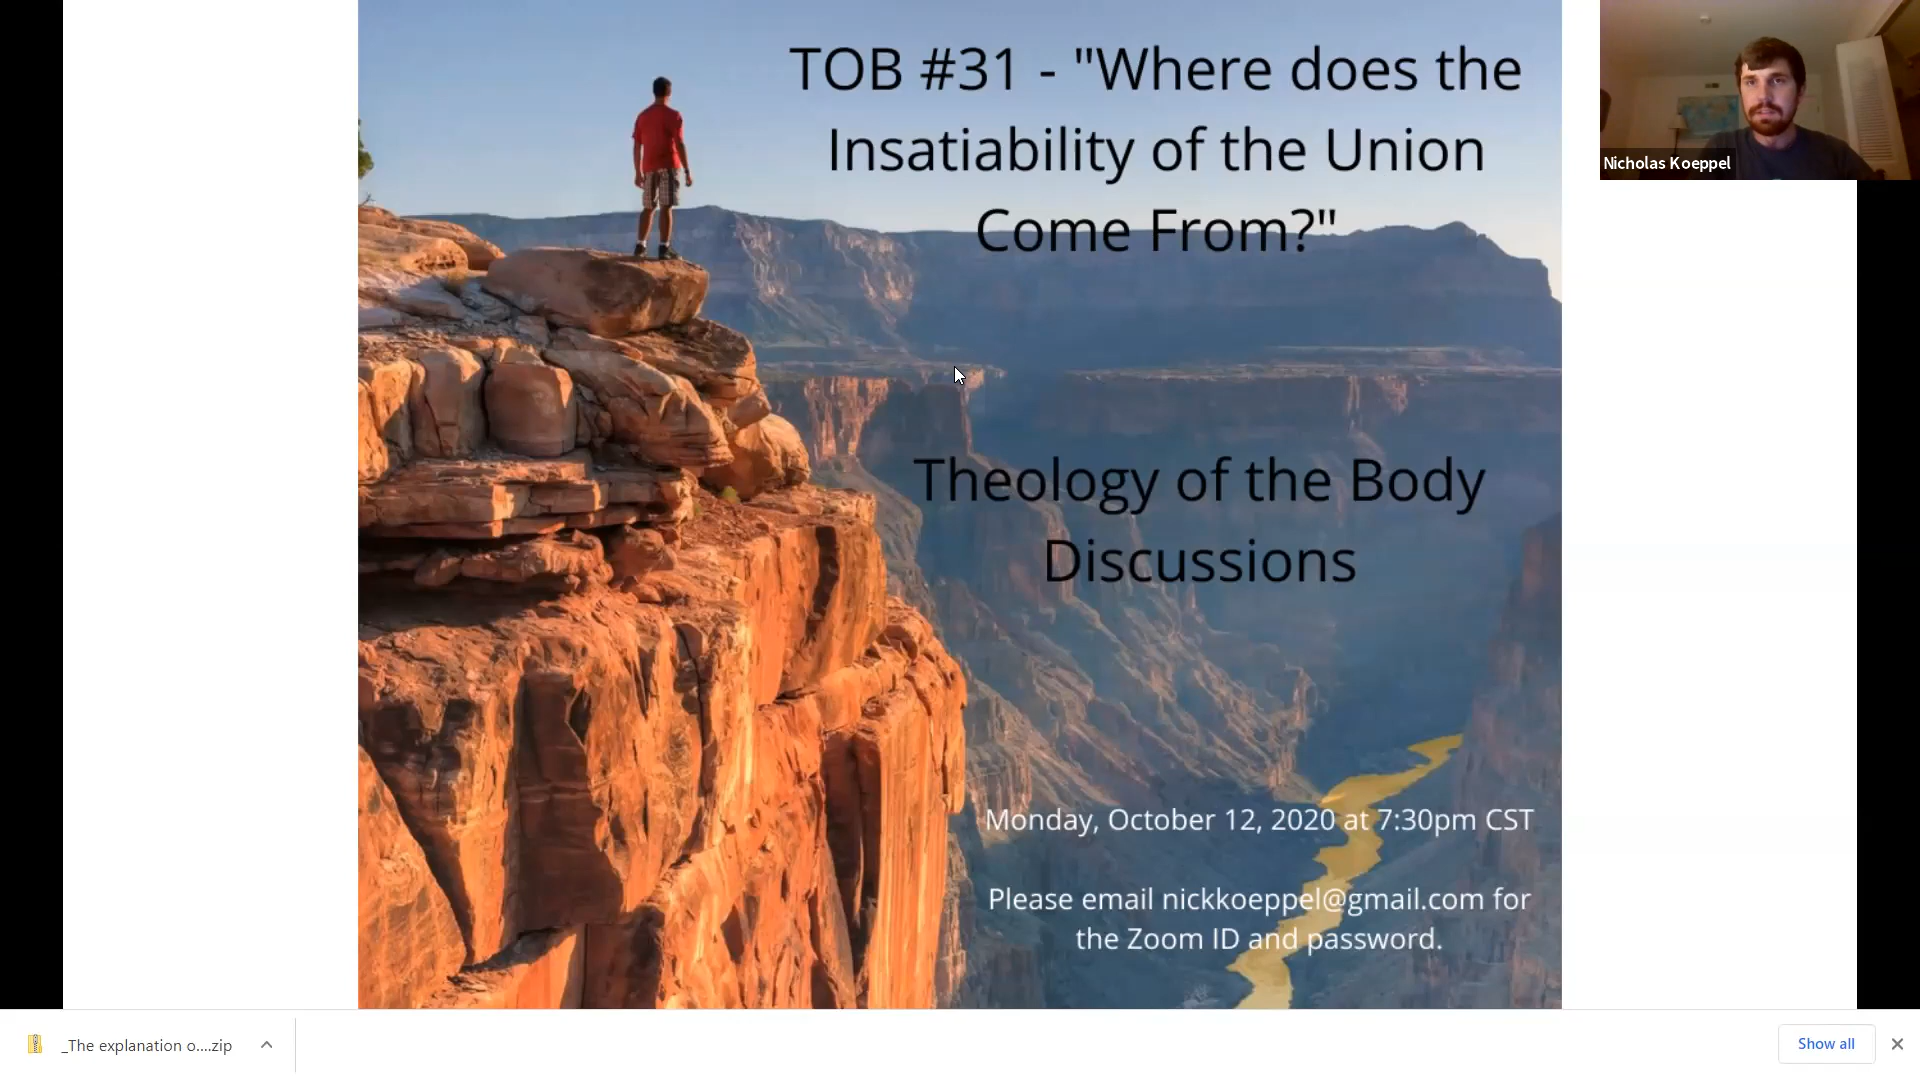 TOB #31 - "Where does the
Insatiability of the Union
Come From?"
Nicholas Koeppel
Theology of the Body
Discussions
Monday, October 12, 2020 at 7:30pm CST
Please email nickkoeppel@gmail.com for
the Zoom ID and password.
_The explanation o....zip
Show all